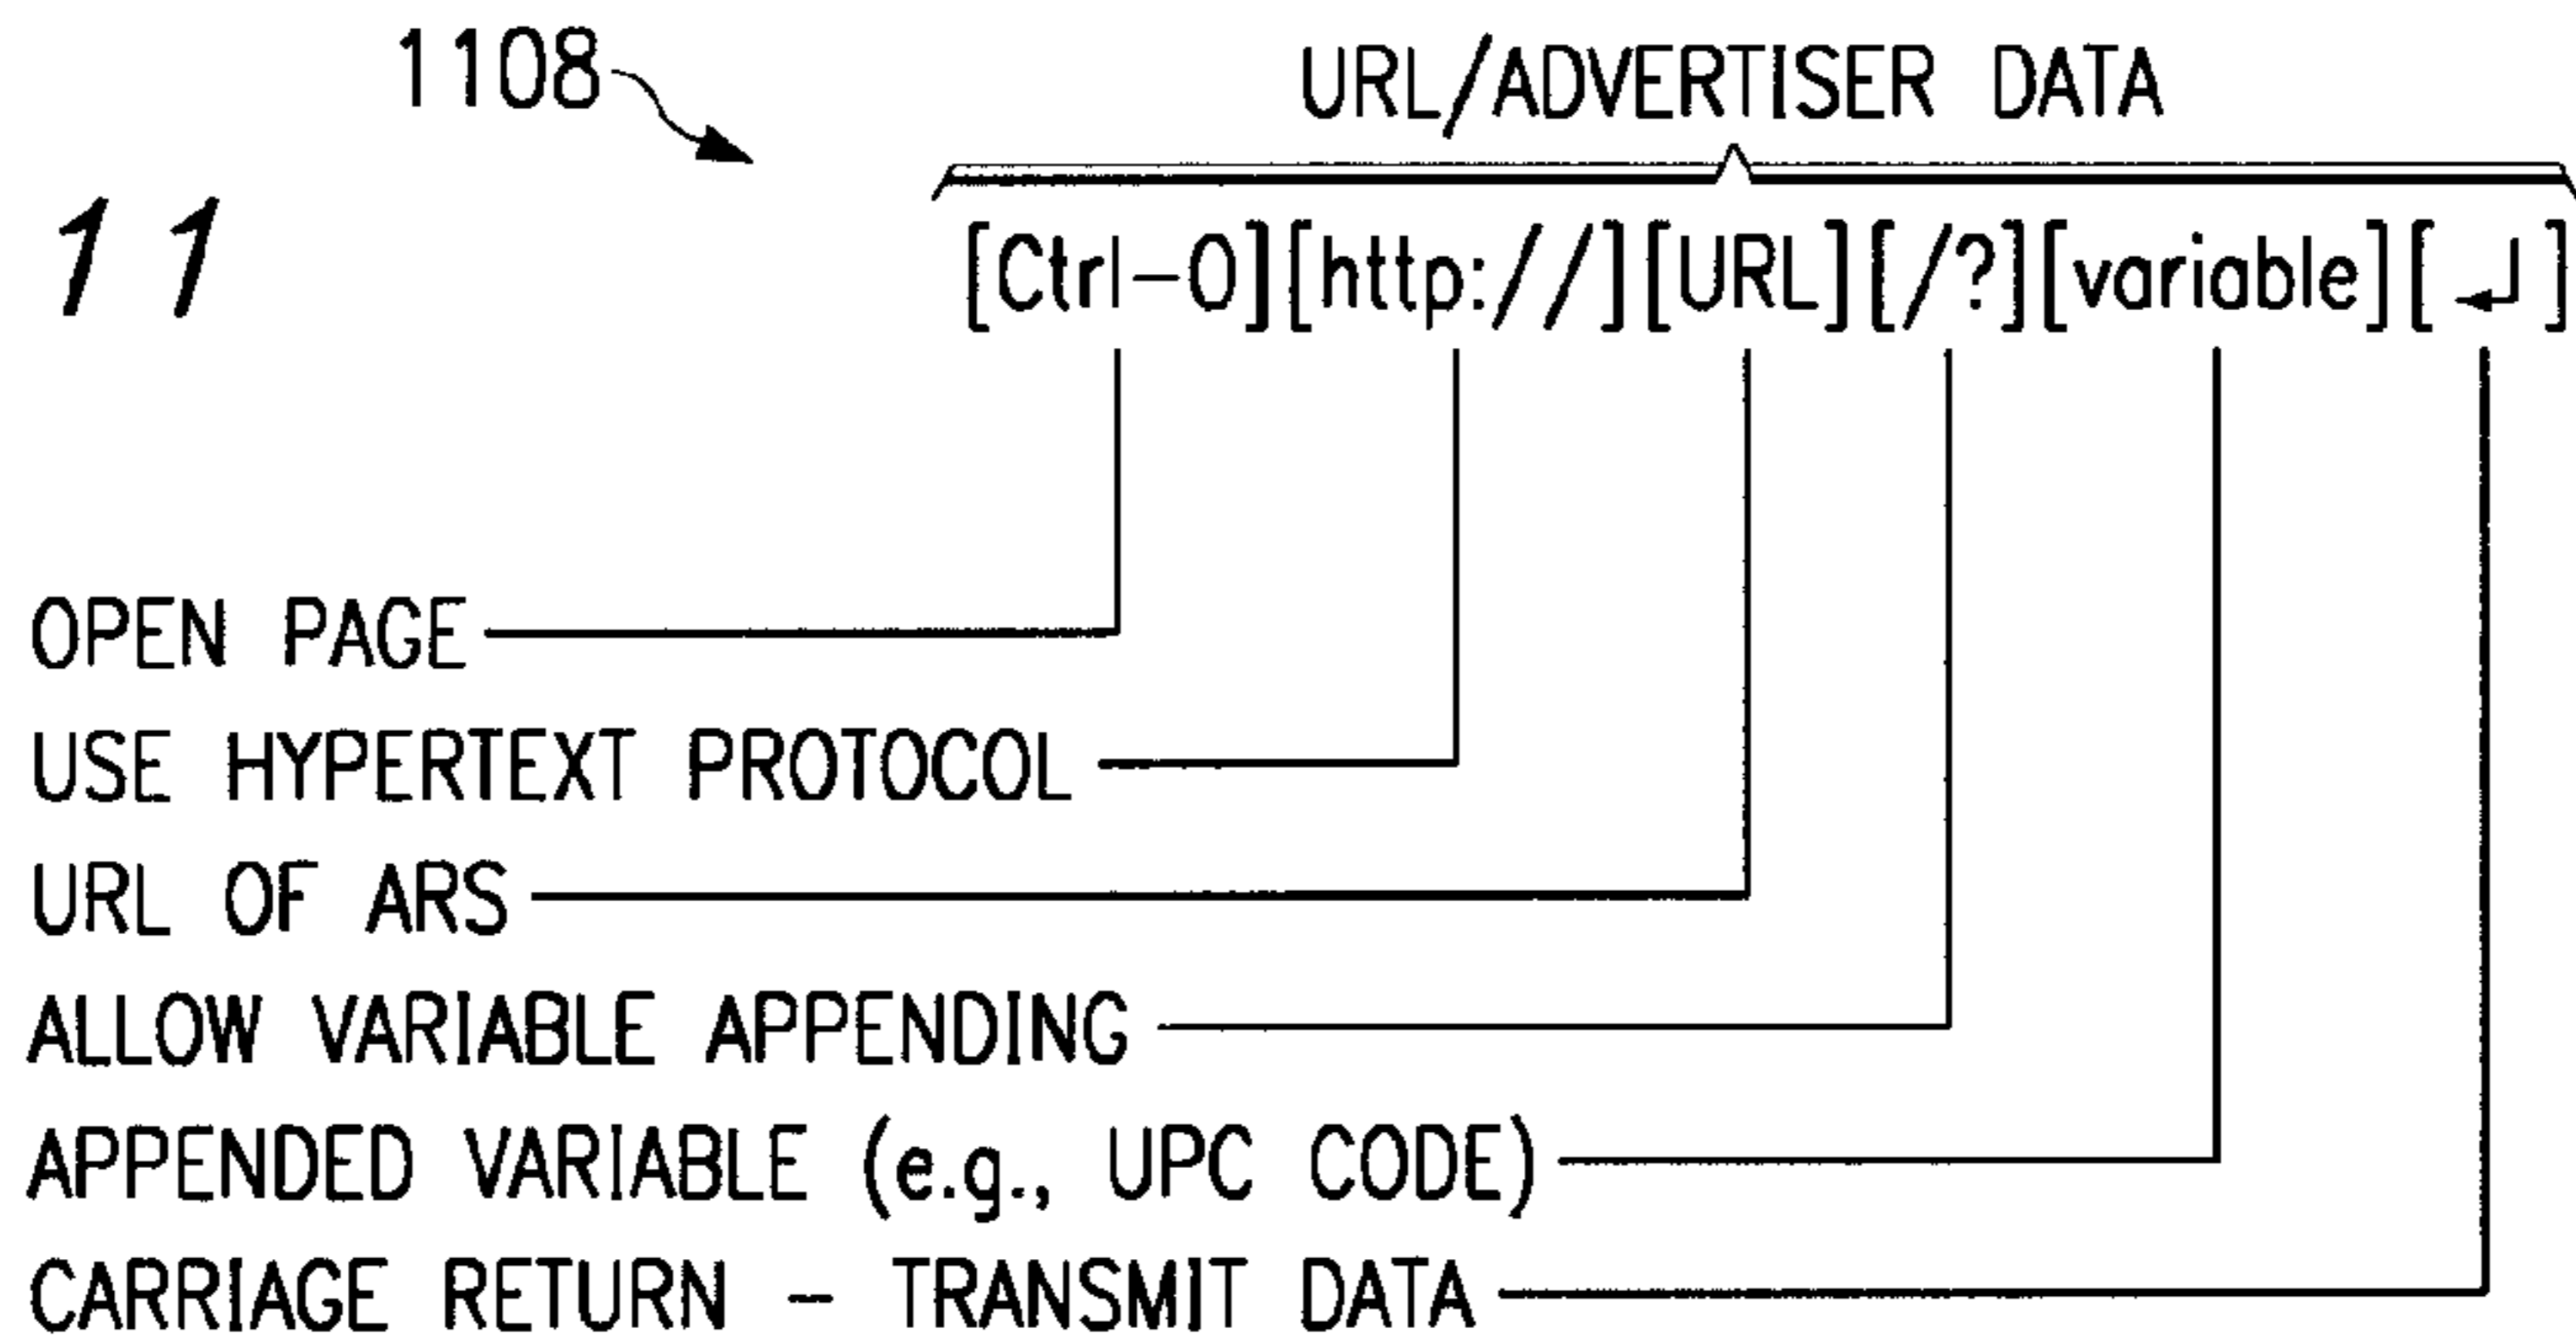 1108
URL/ADVERTISER DATA
11
[Ctrl-O][http://][URL][/?][variable][↲]
OPEN PAGE
USE HYPERTEXT PROTOCOL
URL OF ARS
ALLOW VARIABLE APPENDING
APPENDED VARIABLE (e.g., UPC CODE)
CARRIAGE RETURN - TRANSMIT DATA